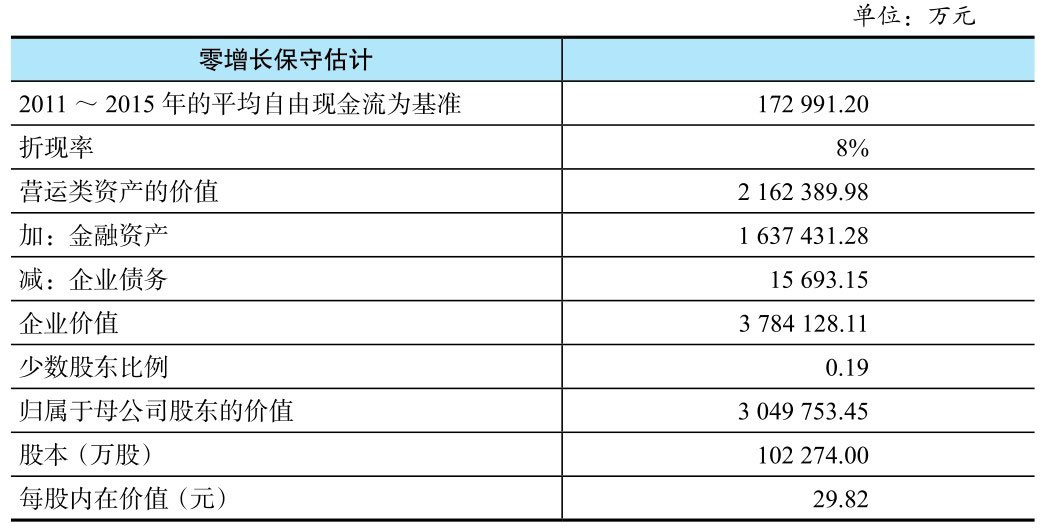 单位：万元
零增长保守估计
2011 ～ 2015 年的平均自由现金流为基准 172 991.20
折现率 8%
营运类资产的价值 2 162 389.98
加：金融资产 1 637 431.28
减：企业债务 15 693.15
企业价值 3 784 128.11
少数股东比例 0.19
归属于母公司股东的价值 3 049 753.45
股本（万股） 102 274.00
每股内在价值（元） 29.82